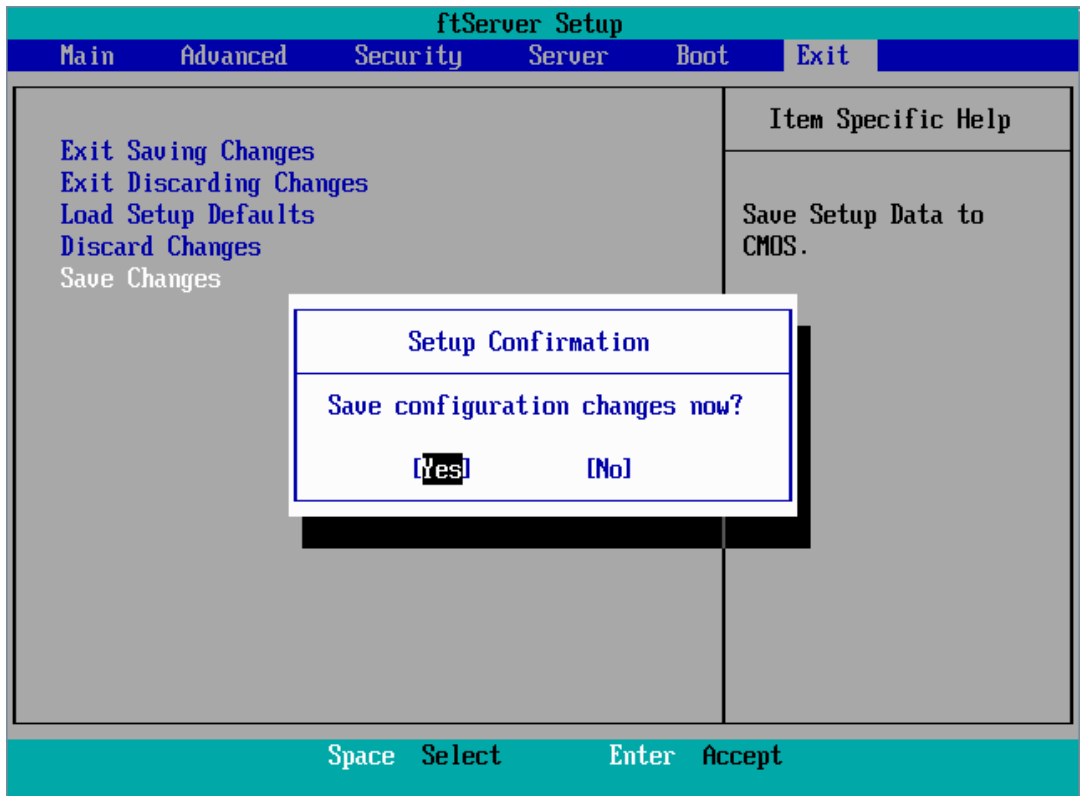 ftServer Setup
Main Advanced Security Server Boot Exit
Exit Saving Changes
Exit Discarding Changes
Load Setup Defaults
Discard Changes
Save Changes
Item Specific Help
Save Setup Data to
CMOS.
Setup Confirmation
Save configuration changes now?
[Yes] [No]
Space Select Enter Accept